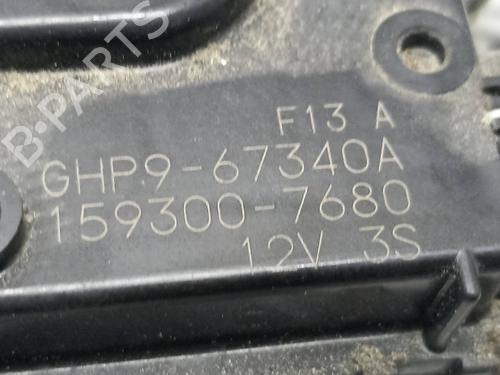 B-PARTS
F13 A
GHP9-67340A
159300-7680
12V 3S